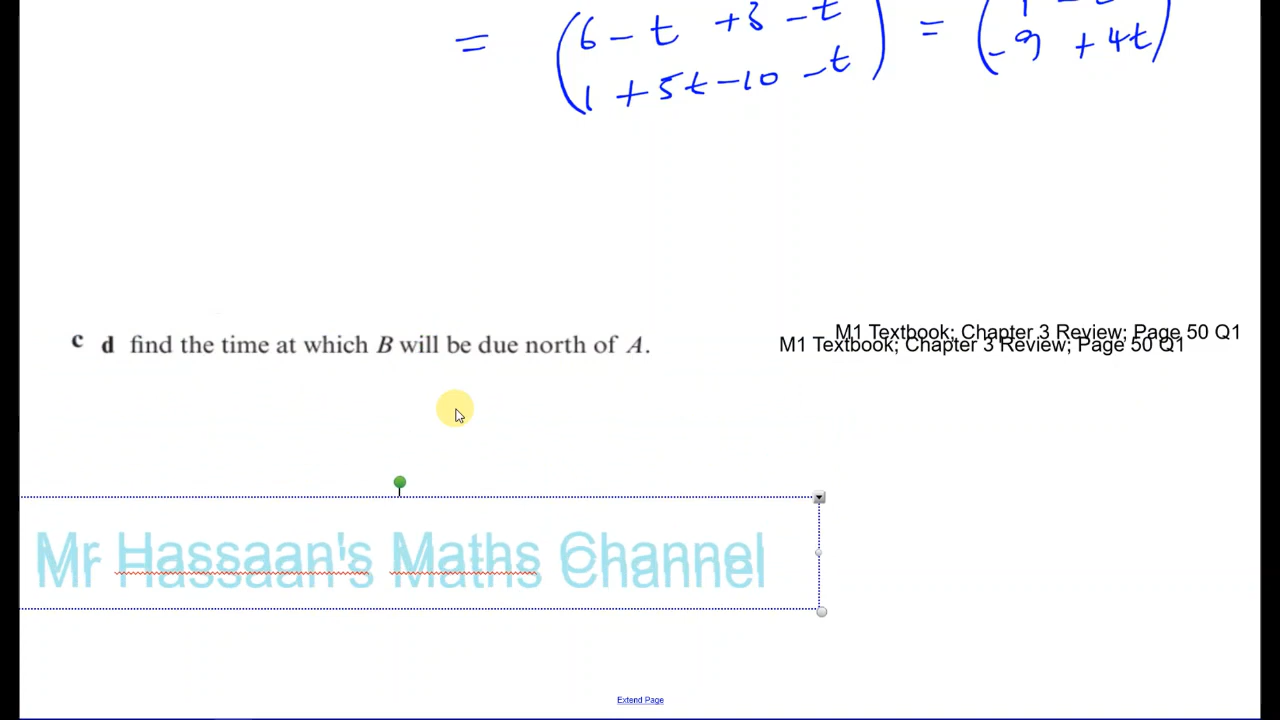 = (6 - t + 3 - t = (9 - t
1 + 5t - 10 - t) - 9 + 4t)
c d find the time at which B will be due north of A.
M1 Textbook; Chapter 3 Review; Page 50 Q1
M1 Textbook; Chapter 3 Review; Page 50 Q1
Mr Hassaan's Maths Channel
Extend Page